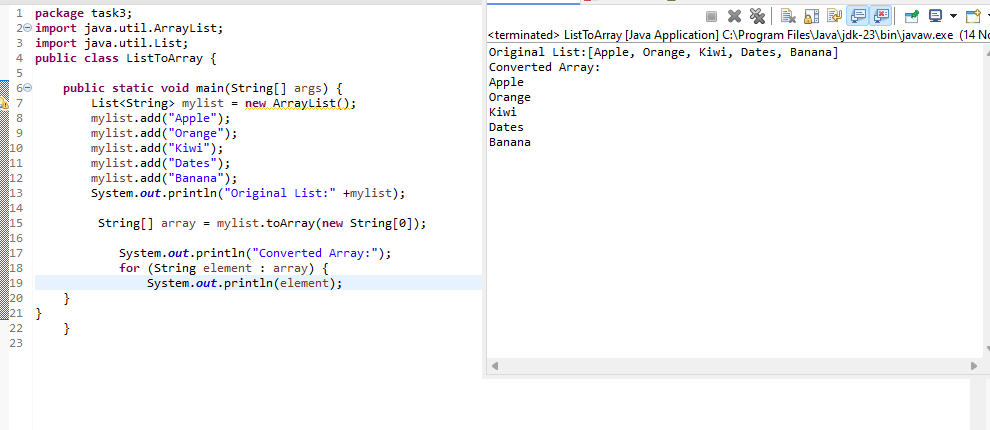 1 package task3;
2 import java.util.ArrayList;
3 import java.util.List;
4 public class ListToArray {
5
6 public static void main(String[] args) {
7 List<String> mylist = new ArrayList();
8 mylist.add("Apple");
9 mylist.add("Orange");
10 mylist.add("Kiwi");
11 mylist.add("Dates");
12 mylist.add("Banana");
13 System.out.println("Original List:" +mylist);
14
15 String[] array = mylist.toArray(new String[0]);
16
17 System.out.println("Converted Array:");
18 for (String element : array) {
19 System.out.println(element);
20 }
21 }
22 }
23
<terminated> ListToArray [Java Application] C:\Program Files\Java\jdk-23\bin\javaw.exe (14 No
Original List:[Apple, Orange, Kiwi, Dates, Banana]
Converted Array:
Apple
Orange
Kiwi
Dates
Banana